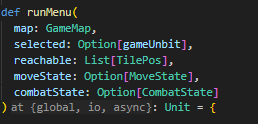 def runMenu(
map: GameMap,
selected: Option[gameUnbit],
reachable: List[TilePos],
moveState: Option[MoveState],
combatState: Option[CombatState]
) at {global, io, async}: Unit = {